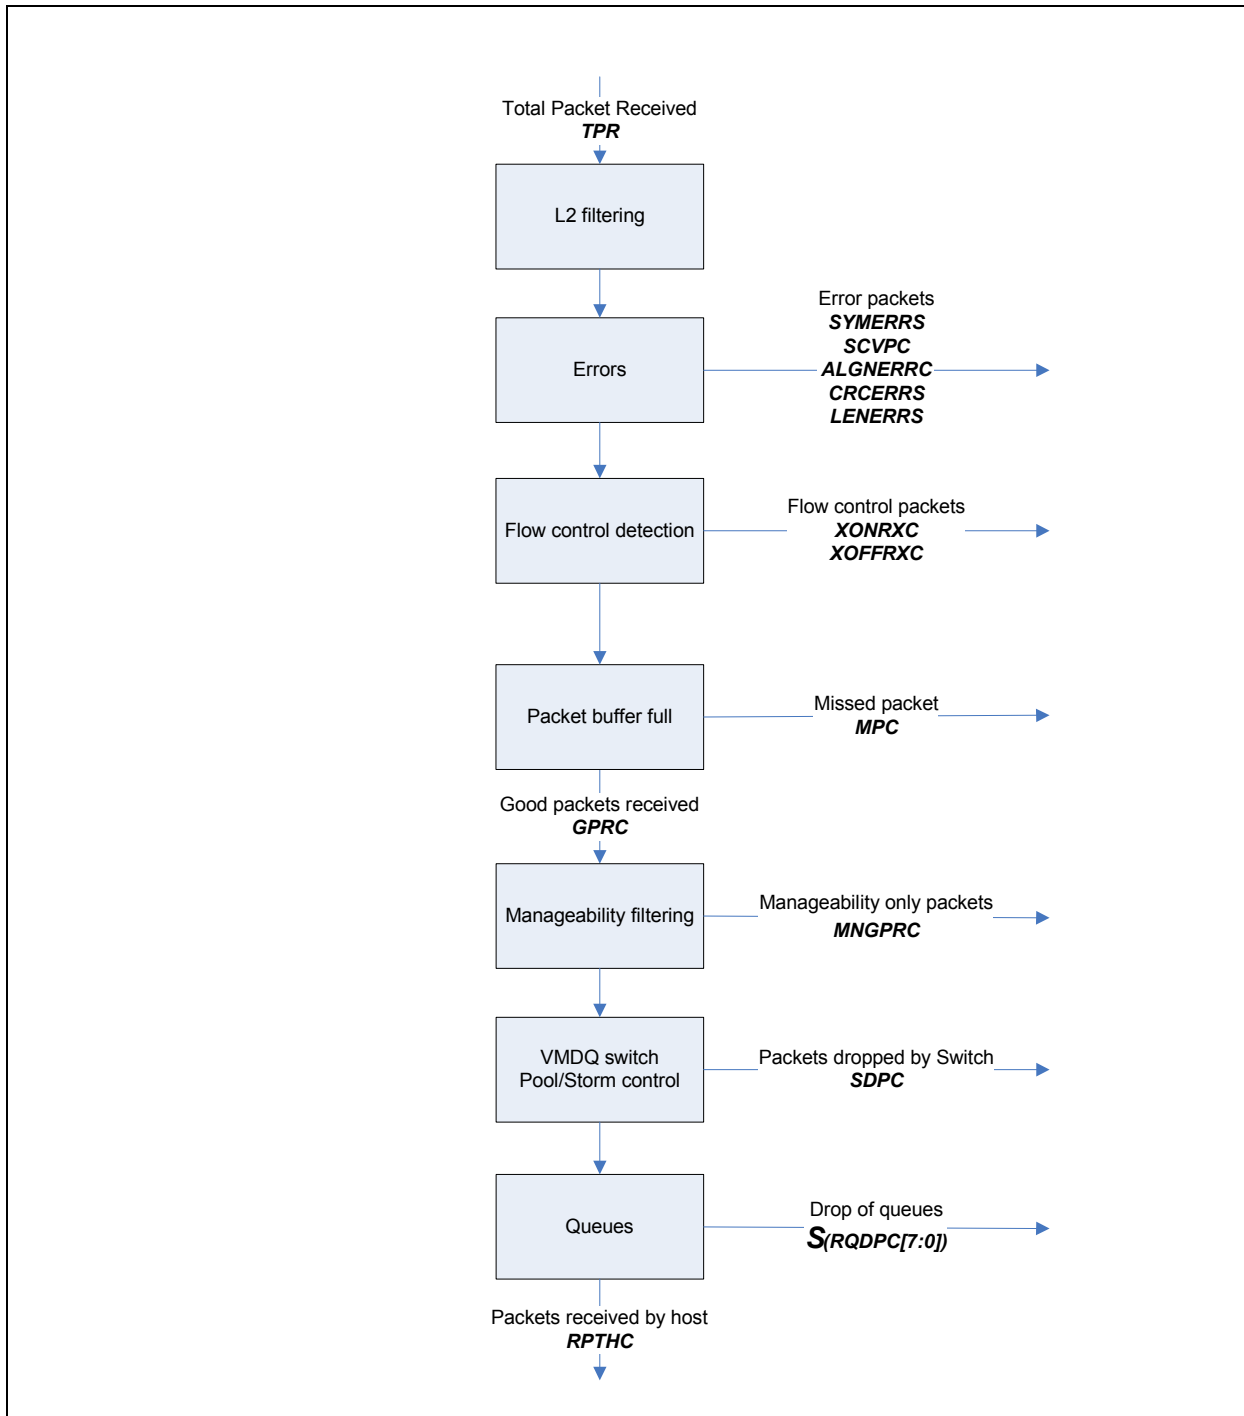 Total Packet Received
TPR
L2 filtering
Error packets
SYMERRS
SCVPC
Errors
ALGNERRC
CRCERRS
LENERRS
Flow control packets
Flow control detection
XONRXC
XOFFRXC
Missed packet
Packet buffer full
MPC
Good packets received
GPRC
Manageability only packets
Manageability filtering
MNGPRC
VMDQ switch
Pool/Storm control
Packets dropped by Switch
SDPC
Drop of queues
Queues
S(RQDPC[7:0])
Packets received by host
RPTHC